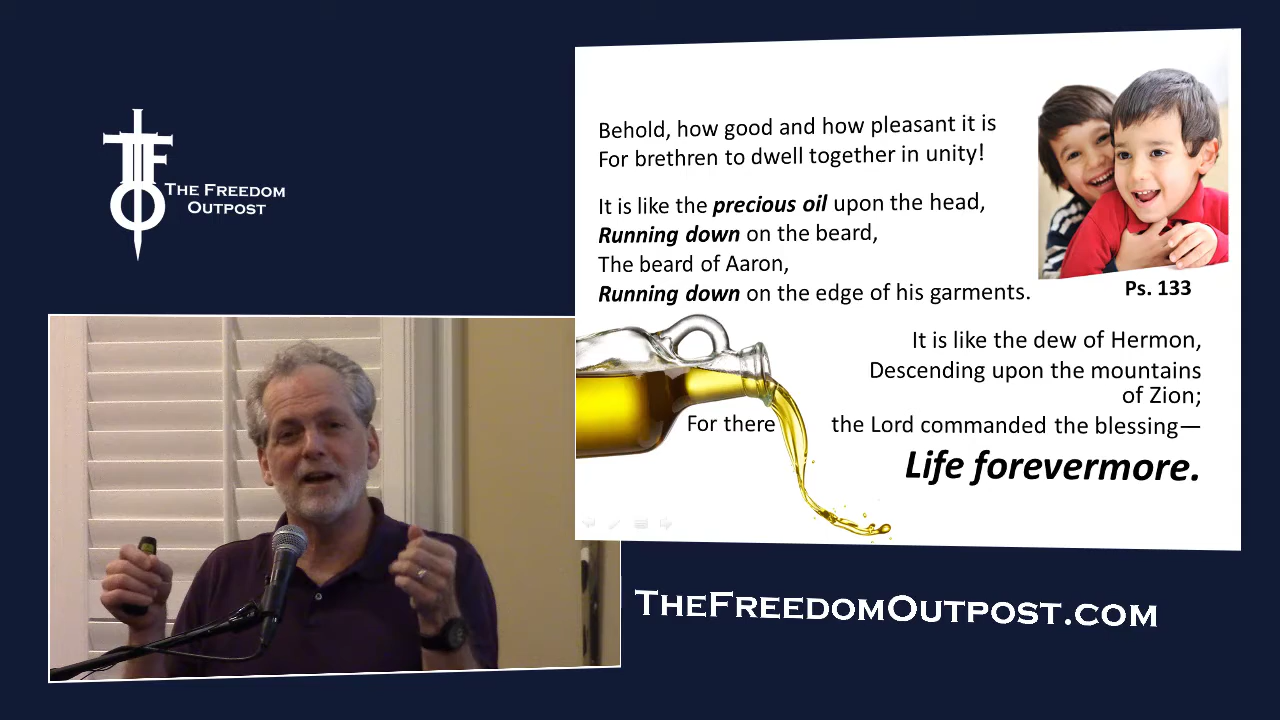 THE FREEDOM
OUTPOST
Behold, how good and how pleasant it is
For brethren to dwell together in unity!
It is like the precious oil upon the head,
Running down on the beard,
The beard of Aaron,
Running down on the edge of his garments.
Ps. 133
It is like the dew of Hermon,
Descending upon the mountains
of Zion;
For there the Lord commanded the blessing—
Life forevermore.
THEFREEDOMOUTPOST.COM